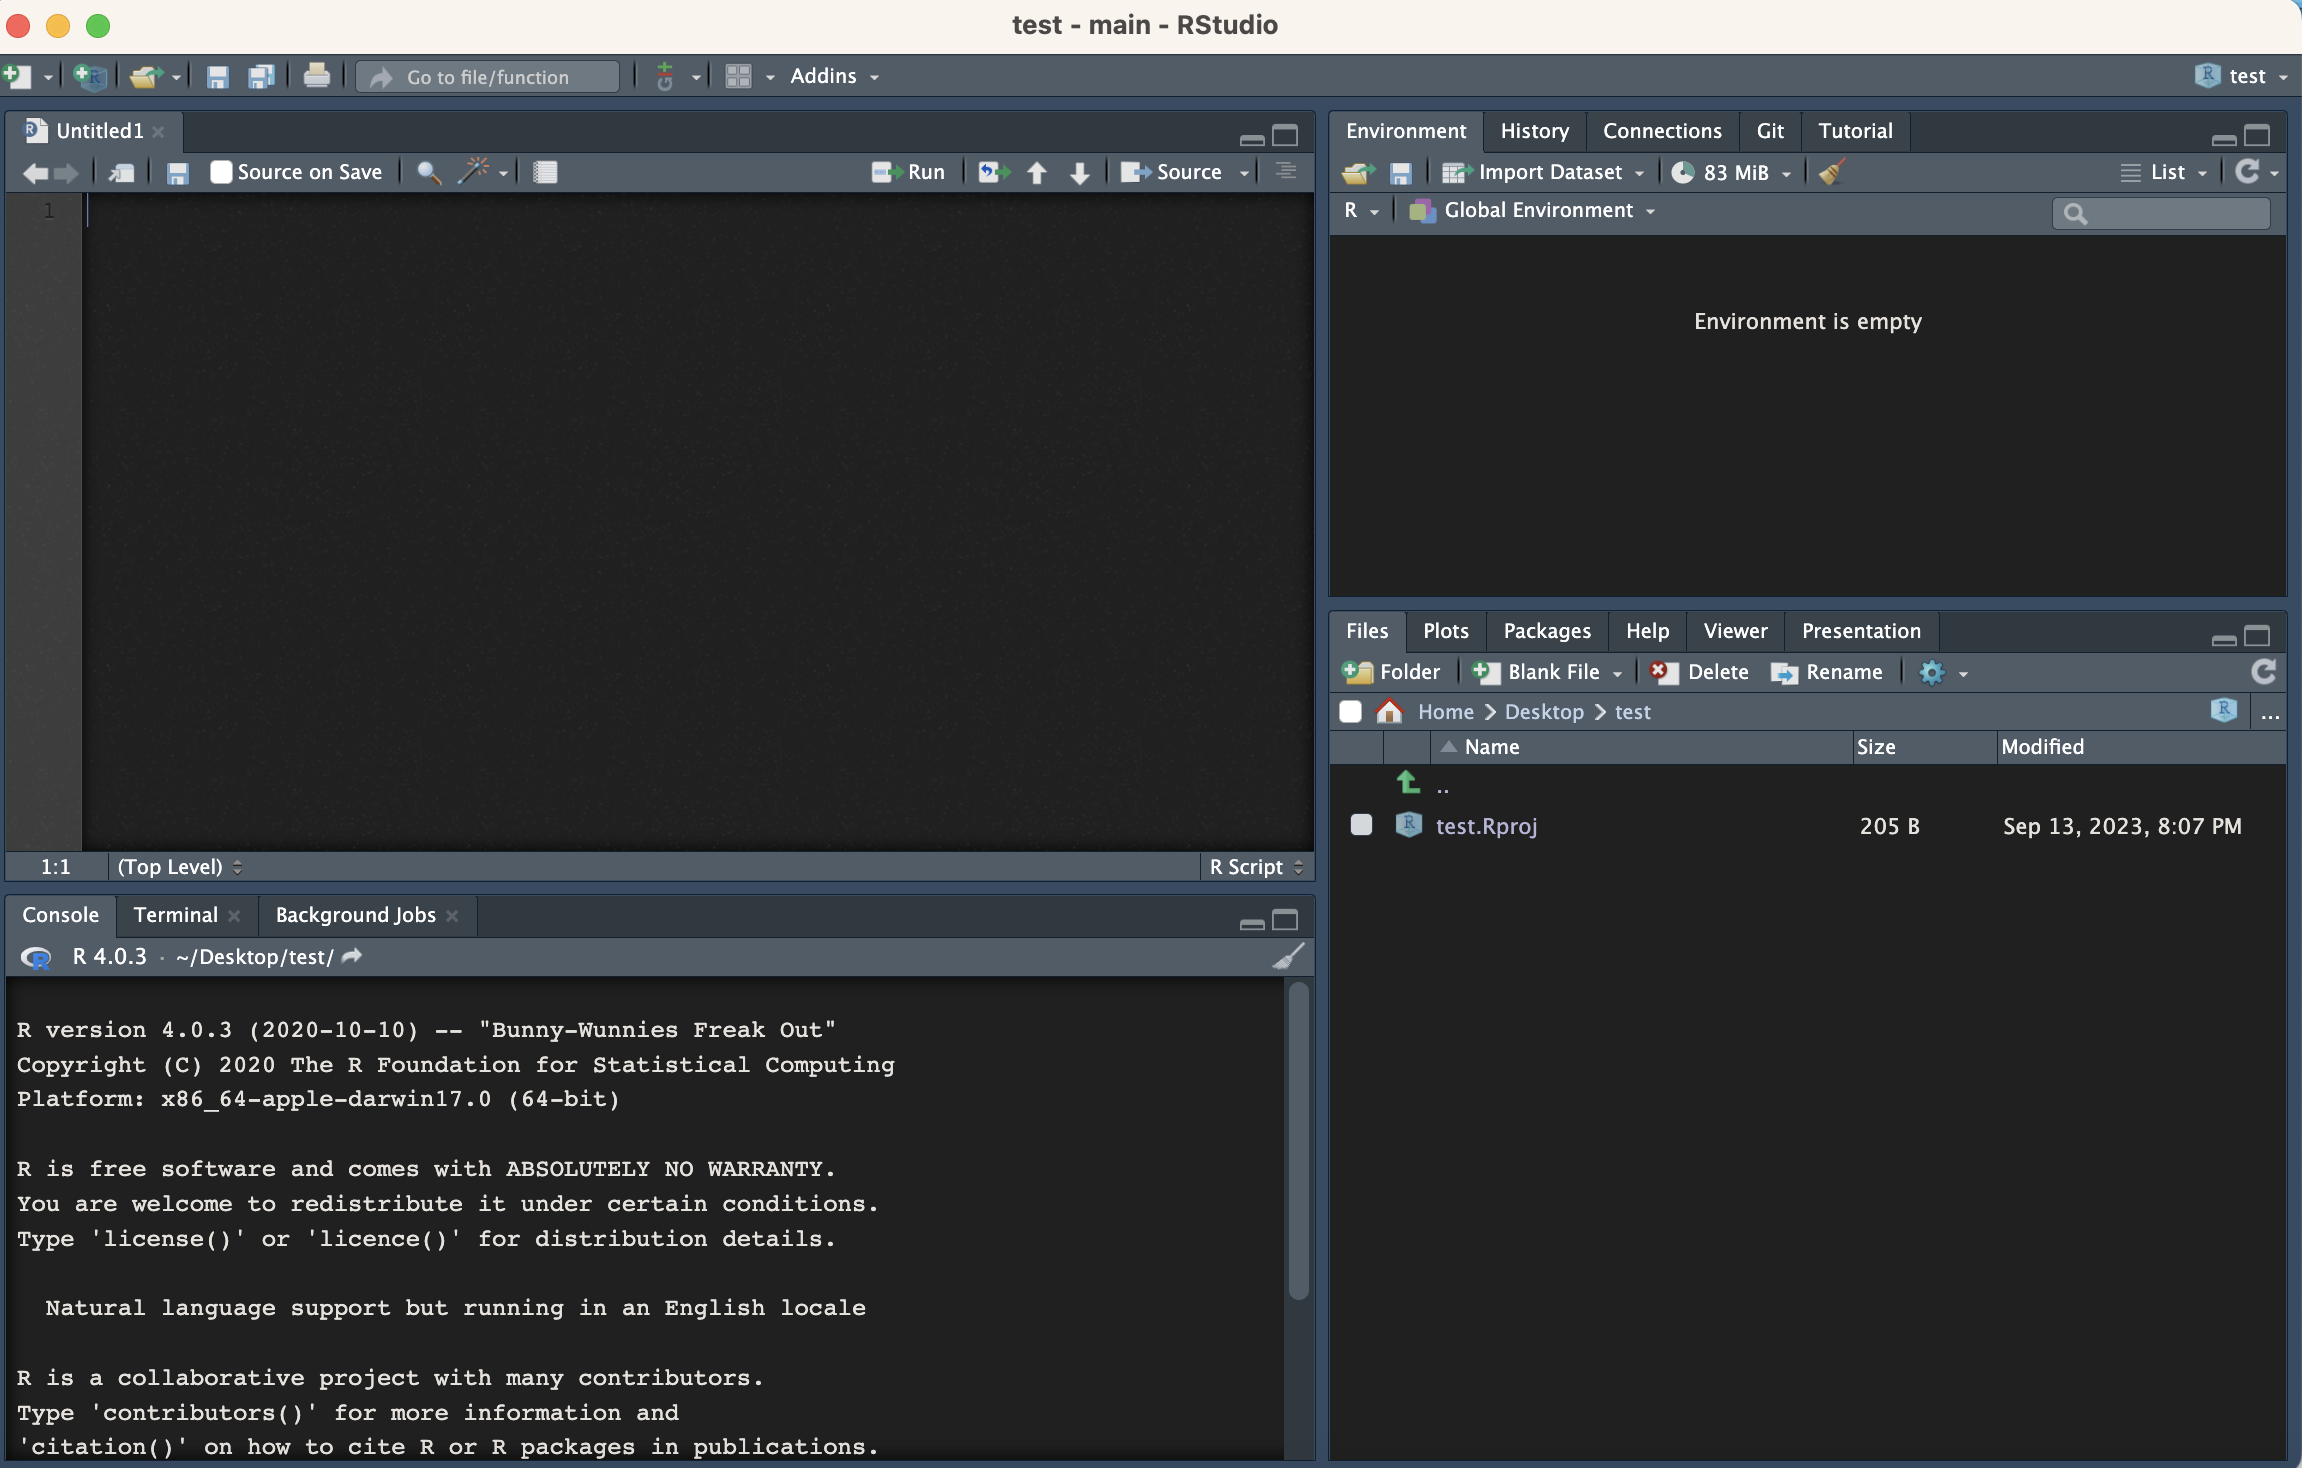 test - main - RStudio
Go to file/function
Addins
test
Untitled1
Source on Save
Run
Source
1
1:1
(Top Level)
R Script
Console
Terminal
Background Jobs
R 4.0.3 · ~/Desktop/test/
R version 4.0.3 (2020-10-10) -- "Bunny-Wunnies Freak Out"
Copyright (C) 2020 The R Foundation for Statistical Computing
Platform: x86_64-apple-darwin17.0 (64-bit)
R is free software and comes with ABSOLUTELY NO WARRANTY.
You are welcome to redistribute it under certain conditions.
Type 'license()' or 'licence()' for distribution details.
Natural language support but running in an English locale
R is a collaborative project with many contributors.
Type 'contributors()' for more information and
'citation()' on how to cite R or R packages in publications.
Environment
History
Connections
Git
Tutorial
Import Dataset
83 MiB
List
R
Global Environment
Environment is empty
Files
Plots
Packages
Help
Viewer
Presentation
Folder
Blank File
Delete
Rename
Home
Desktop
test
...
Name
Size
Modified
..
test.Rproj
205 B
Sep 13, 2023, 8:07 PM